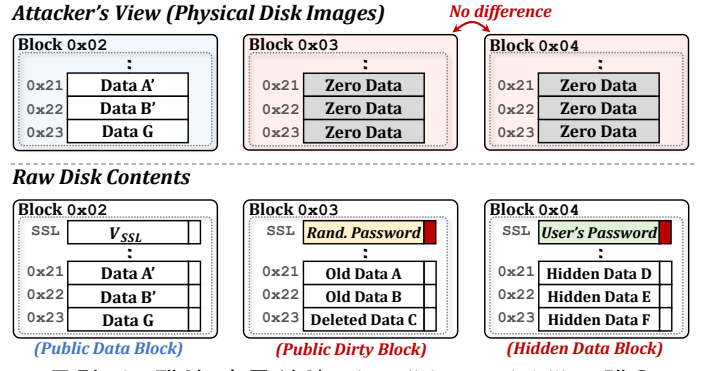 Attacker's View (Physical Disk Images)
No difference
Block 0x02
Block 0x03
Block 0x04
⋮
⋮
⋮
0x21 Data A'
0x21 Zero Data
0x21 Zero Data
0x22 Data B'
0x22 Zero Data
0x22 Zero Data
0x23 Data G
0x23 Zero Data
0x23 Zero Data
Raw Disk Contents
Block 0x02
Block 0x03
Block 0x04
SSL V_SSL
SSL Rand. Password
SSL User's Password
⋮
⋮
⋮
0x21 Data A'
0x21 Old Data A
0x21 Hidden Data D
0x22 Data B'
0x22 Old Data B
0x22 Hidden Data E
0x23 Data G
0x23 Deleted Data C
0x23 Hidden Data F
(Public Data Block)
(Public Dirty Block)
(Hidden Data Block)